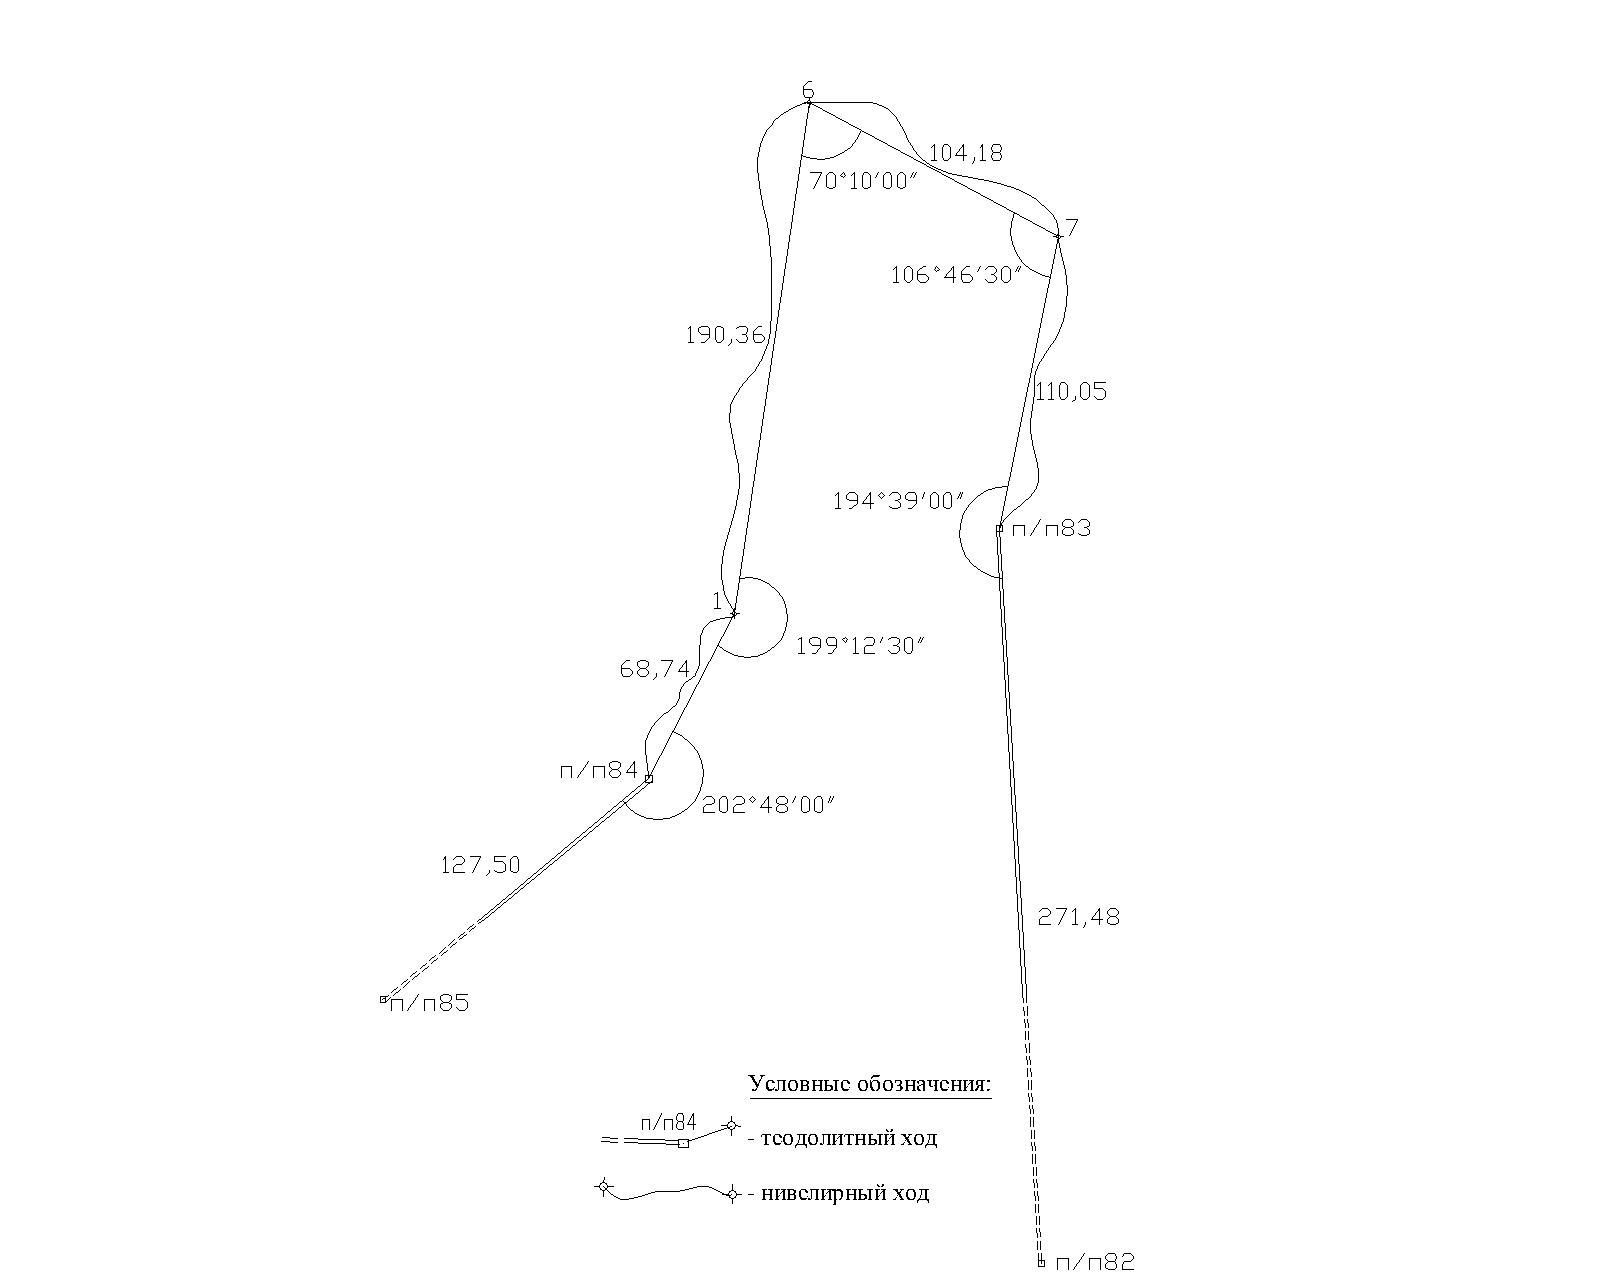 6
104,18
70°10′00″
7
106°46′30″
190,36
110,05
194°39′00″
п/п83
1
199°12′30″
68,74
п/п84
202°48′00″
127,50
271,48
п/п85
Условные обозначения:
п/п84
- теодолитный ход
- нивелирный ход
п/п82